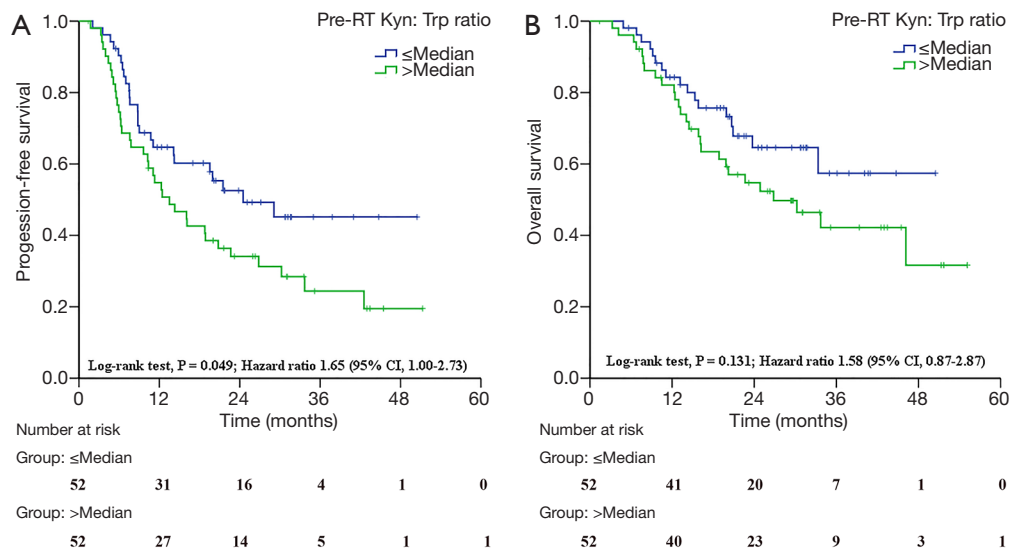 A
Pre-RT Kyn: Trp ratio
≤Median
>Median
1.0
0.8
0.6
0.4
0.2
0.0
Progession-free survival
Log-rank test, P = 0.049; Hazard ratio 1.65 (95% CI, 1.00-2.73)
0 12 24 36 48 60
Time (months)
Number at risk
Group: ≤Median
52 31 16 4 1 0
Group: >Median
52 27 14 5 1 1
B
Pre-RT Kyn: Trp ratio
≤Median
>Median
1.0
0.8
0.6
0.4
0.2
0.0
Overall survival
Log-rank test, P = 0.131; Hazard ratio 1.58 (95% CI, 0.87-2.87)
0 12 24 36 48 60
Time (months)
Number at risk
Group: ≤Median
52 41 20 7 1 0
Group: >Median
52 40 23 9 3 1